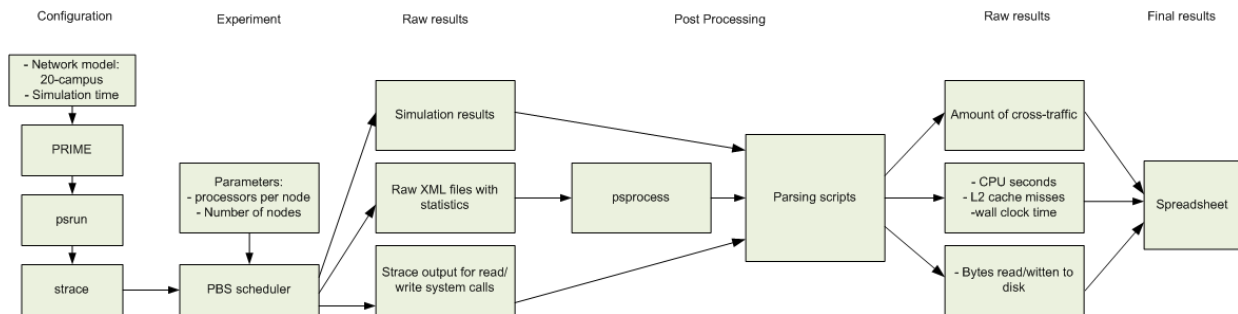 Configuration
Experiment
Raw results
Post Processing
Raw results
Final results
- Network model:
20-campus
- Simulation time
PRIME
psrun
strace
Parameters:
- processors per node
- Number of nodes
PBS scheduler
Simulation results
Raw XML files with
statistics
Strace output for read/
write system calls
psprocess
Parsing scripts
Amount of cross-traffic
- CPU seconds
- L2 cache misses
-wall clock time
- Bytes read/witten to
disk
Spreadsheet